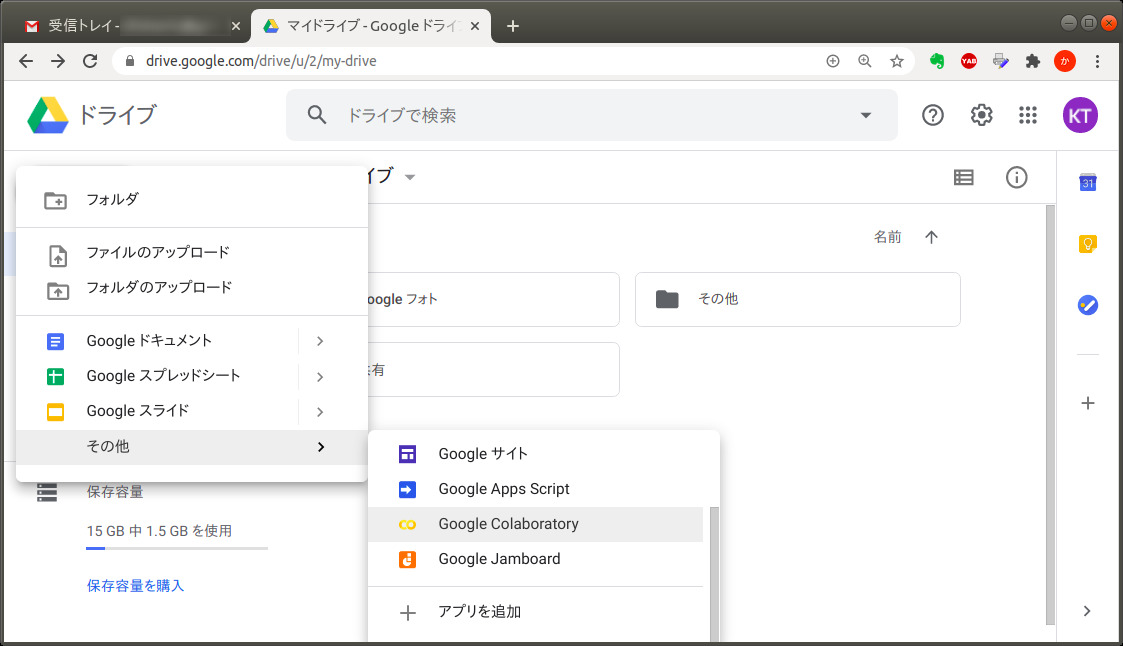 受信トレイ -
マイドライブ - Google ドライ
drive.google.com/drive/u/2/my-drive
YAB
か
ドライブ
ドライブで検索
KT
イブ
31
フォルダ
名前
ファイルのアップロード
フォルダのアップロード
oogle フォト
その他
Google ドキュメント
有
Google スプレッドシート
Google スライド
その他
Google サイト
保存容量
Google Apps Script
Google Colaboratory
15 GB 中 1.5 GB を使用
Google Jamboard
保存容量を購入
アプリを追加